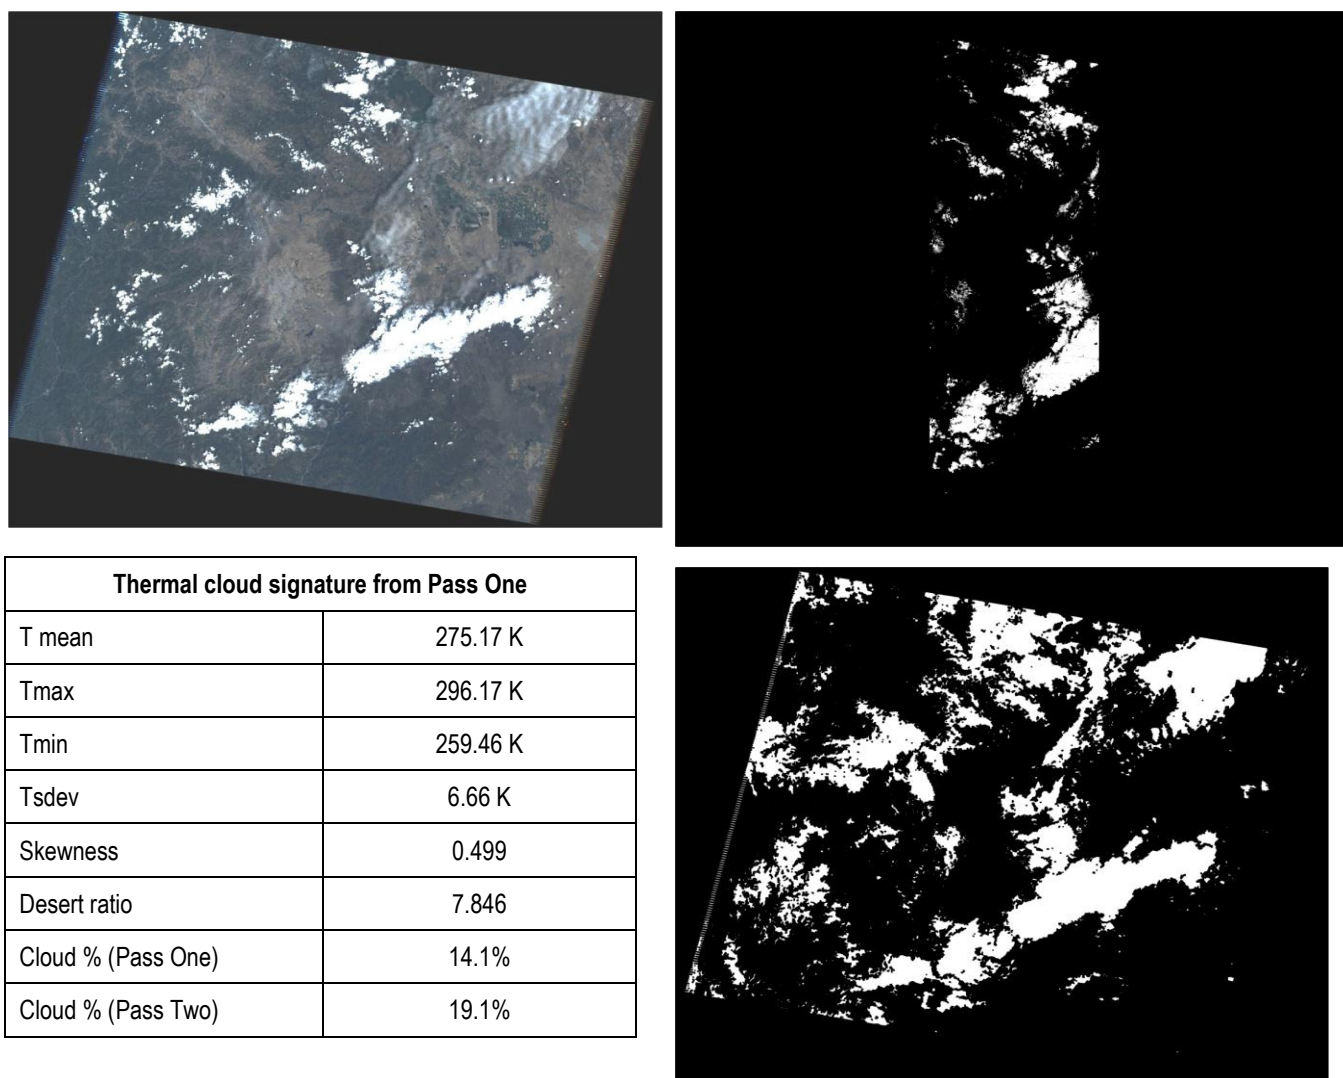 Thermal cloud signature from Pass One
T mean 275.17 K
Tmax 296.17 K
Tmin 259.46 K
Tsdev 6.66 K
Skewness 0.499
Desert ratio 7.846
Cloud % (Pass One) 14.1%
Cloud % (Pass Two) 19.1%